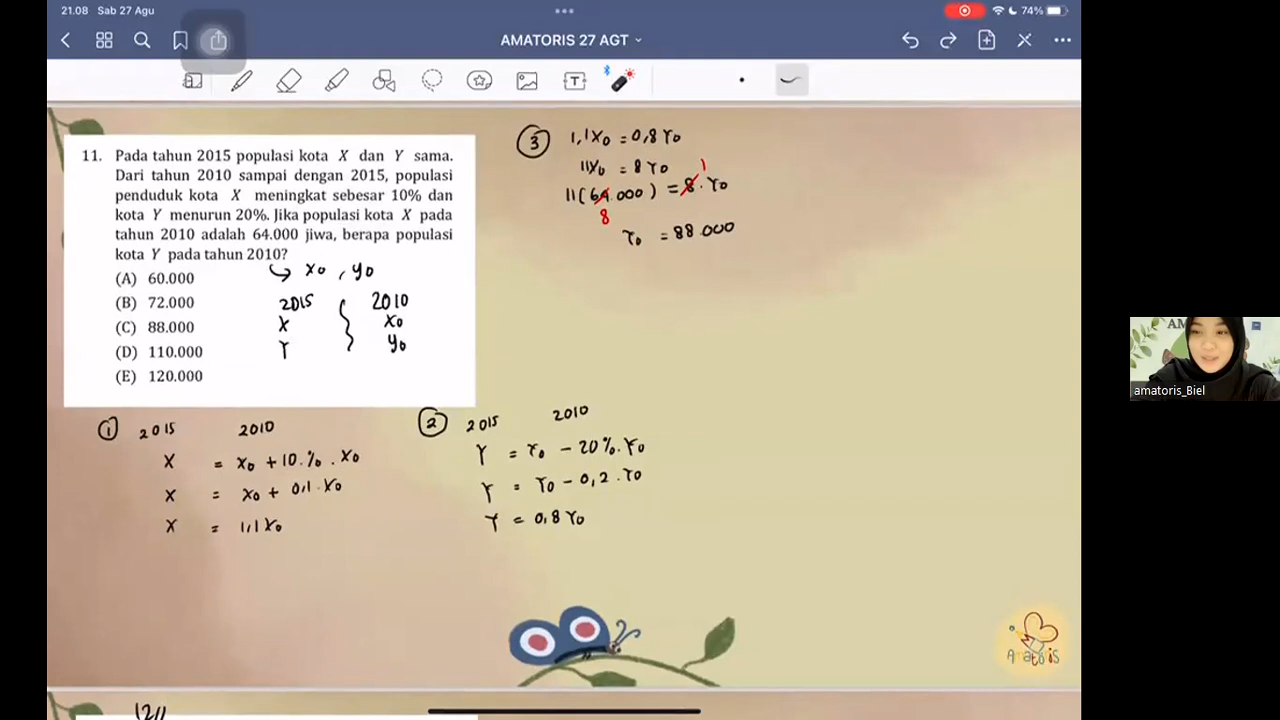 21.08 Sab 27 Agu
74%
AMATORIS 27 AGT
11. Pada tahun 2015 populasi kota X dan Y sama.
Dari tahun 2010 sampai dengan 2015, populasi
penduduk kota X meningkat sebesar 10% dan
kota Y menurun 20%. Jika populasi kota X pada
tahun 2010 adalah 64.000 jiwa, berapa populasi
kota Y pada tahun 2010?
(A) 60.000
(B) 72.000
(C) 88.000
(D) 110.000
(E) 120.000
↳ X₀ , y₀
2015 2010
X X₀
Y y₀
① 2015 2010
X = X₀ + 10.% . X₀
X = X₀ + 0,1 . X₀
X = 1,1 X₀
② 2015 2010
Y = Y₀ - 20% . Y₀
Y = Y₀ - 0,2 . Y₀
Y = 0,8 Y₀
③ 1,1X₀ = 0,8 Y₀
11X₀ = 8 Y₀
1
11(64.000) = 8 . Y₀
8
Y₀ = 88.000
amatoris_Biel
Amatoris
12//